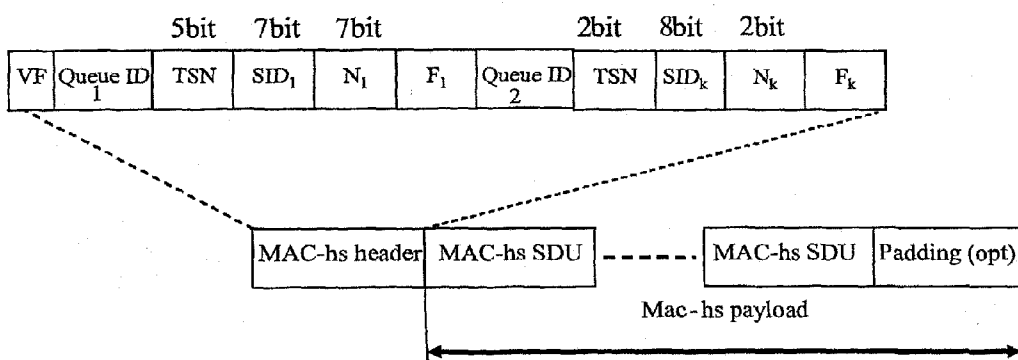 5bit 7bit 7bit 2bit 8bit 2bit
VF Queue ID 1 TSN SID1 N1 F1 Queue ID 2 TSN SIDk Nk Fk
MAC-hs header MAC-hs SDU MAC-hs SDU Padding (opt)
Mac-hs payload